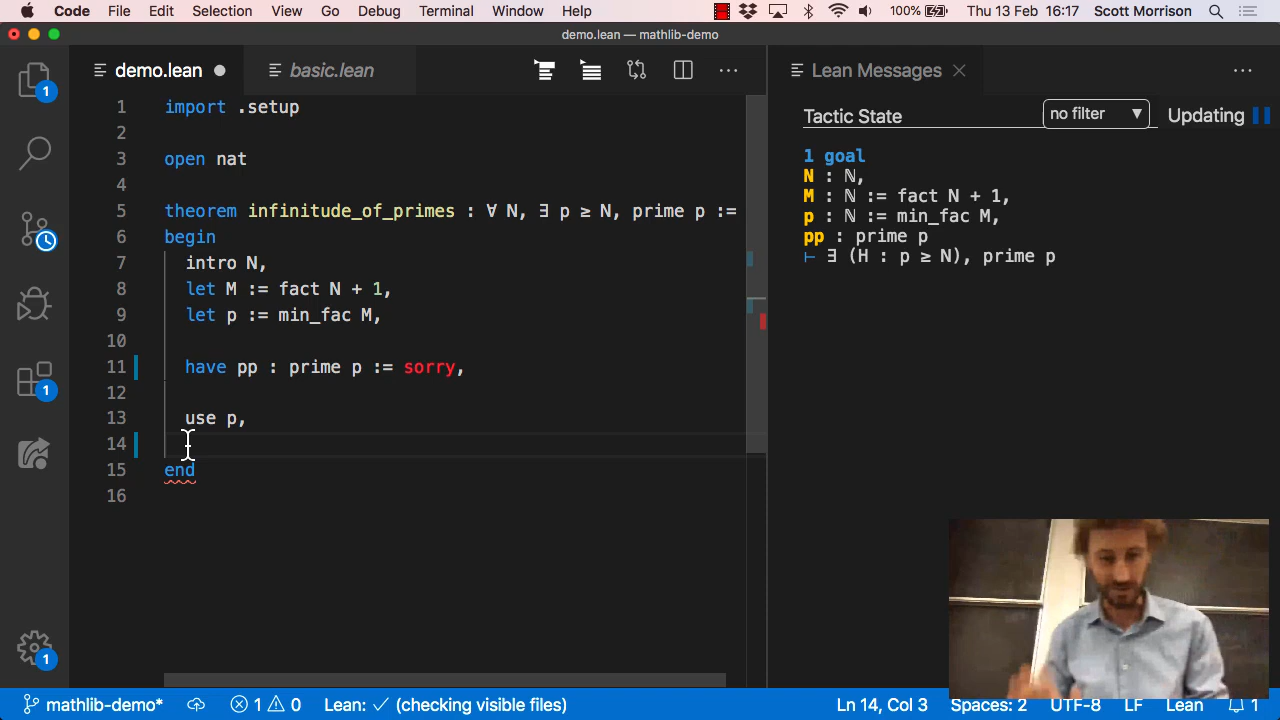 Code File Edit Selection View Go Debug Terminal Window Help 100% Thu 13 Feb 16:17 Scott Morrison
demo.lean — mathlib-demo
demo.lean basic.lean
1 import .setup
2
3 open nat
4
5 theorem infinitude_of_primes : ∀ N, ∃ p ≥ N, prime p :=
6 begin
7 intro N,
8 let M := fact N + 1,
9 let p := min_fac M,
10
11 have pp : prime p := sorry,
12
13 use p,
14
15 end
16
Lean Messages
Tactic State no filter Updating
1 goal
N : ℕ,
M : ℕ := fact N + 1,
p : ℕ := min_fac M,
pp : prime p
⊢ ∃ (H : p ≥ N), prime p
1
1
1
1
mathlib-demo* 1 0 Lean: ✓ (checking visible files) Ln 14, Col 3 Spaces: 2 UTF-8 LF Lean 1